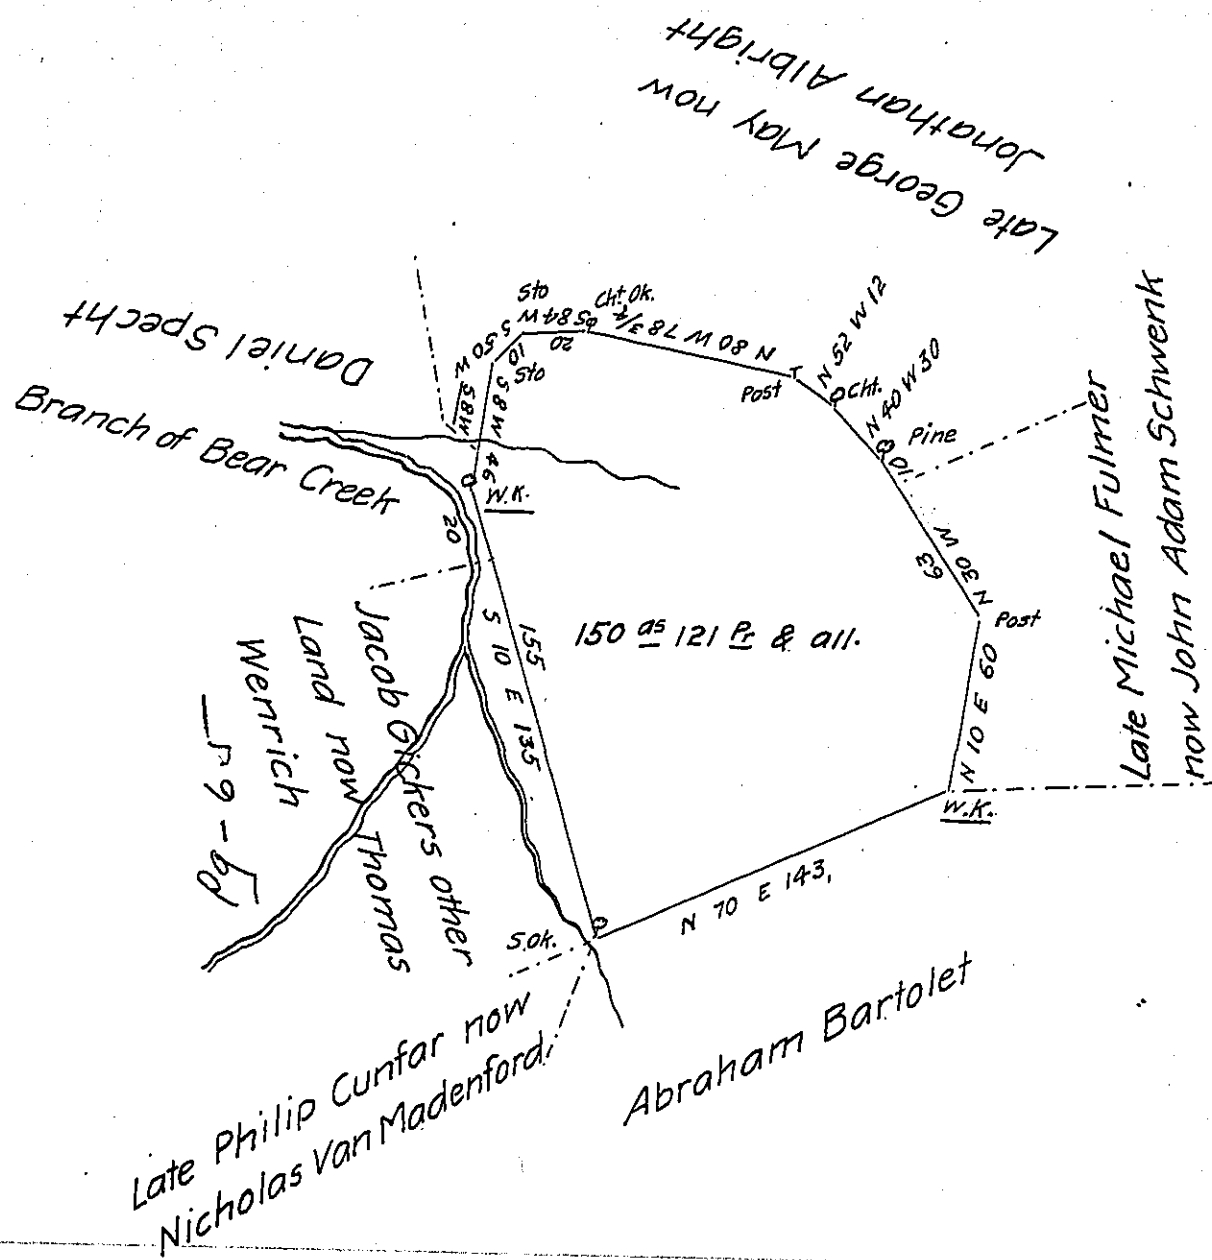 Late George May now
Jonathan Albright
Daniel Specht
Branch of Bear Creek
Sto
S 84 W
20
Cht Ok.
N 80 W 78 3/4
Post
N 52 W 12
Cht.
N 40 W 30
Pine
10
N 30 W
63
Post
N 10 E 60
W.K.
Late Michael Fulmer
now John Adam Schwenk
S 50 W
10
Sto
S 8 W
S 8 W 46
W.K.
20
155
S 10 E 135
150 as 121 Pr & all.
Jacob Gickers other
Land now Thomas
Wenrich
N 70 E 143,
S.Ok.
Late Philip Cunfar now
Nicholas Van Madenford,
Abraham Bartolet